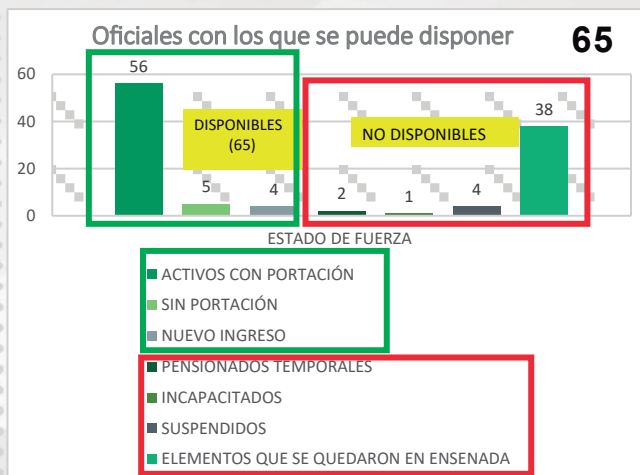 Oficiales con los que se puede disponer
65
60
40
20
0
56
5
4
2
1
4
38
DISPONIBLES
(65)
NO DISPONIBLES
ESTADO DE FUERZA
ACTIVOS CON PORTACIÓN
SIN PORTACIÓN
NUEVO INGRESO
PENSIONADOS TEMPORALES
INCAPACITADOS
SUSPENDIDOS
ELEMENTOS QUE SE QUEDARON EN ENSENADA